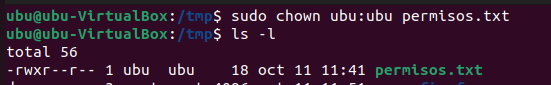 ubu@ubu-VirtualBox:/tmp$ sudo chown ubu:ubu permisos.txt
ubu@ubu-VirtualBox:/tmp$ ls -l
total 56
-rwxr--r-- 1 ubu  ubu    18 oct 11 11:41 permisos.txt